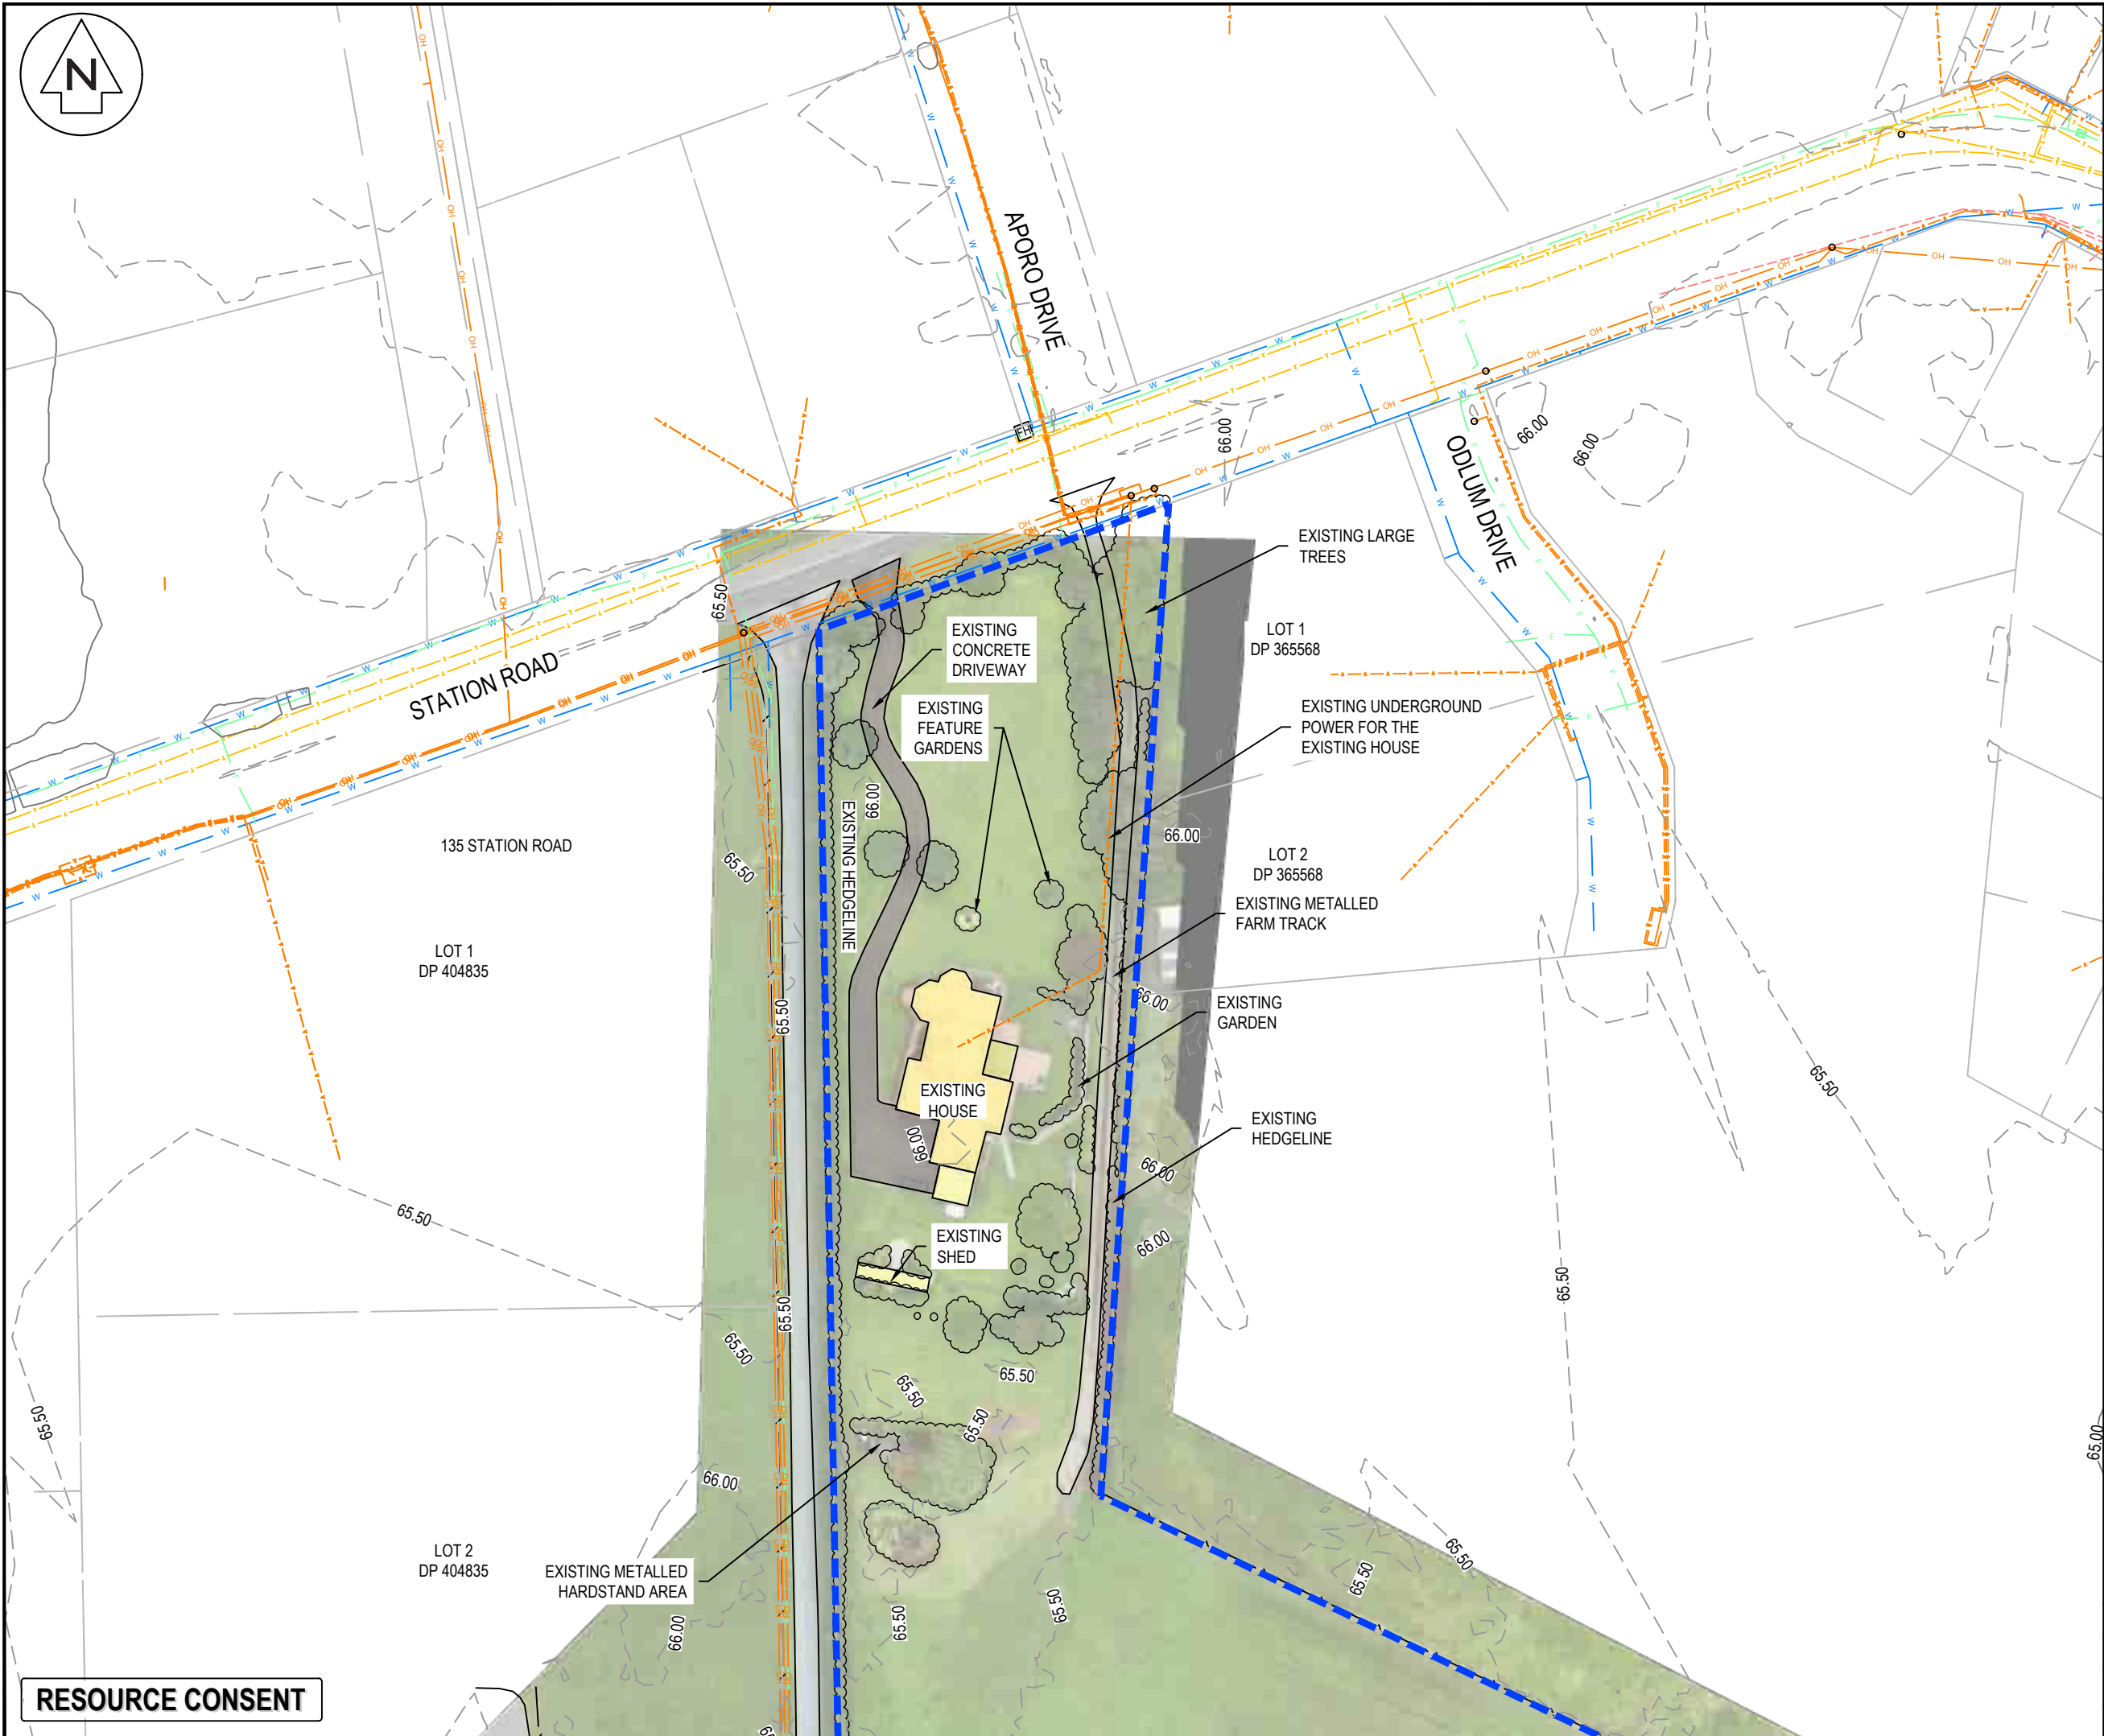 N
APORO DRIVE
STATION ROAD
ODLUM DRIVE
FH
66.00
66.00
66.00
65.50
EXISTING LARGE
TREES
LOT 1
DP 365568
EXISTING
CONCRETE
DRIVEWAY
EXISTING
FEATURE
GARDENS
EXISTING UNDERGROUND
POWER FOR THE
EXISTING HOUSE
66.00
EXISTING HEDGELINE
66.00
135 STATION ROAD
65.50
LOT 2
DP 365568
EXISTING METALLED
FARM TRACK
LOT 1
DP 404835
65.50
66.00
EXISTING
GARDEN
EXISTING
HOUSE
66.00
EXISTING
HEDGELINE
66.00
65.50
65.50
66.00
EXISTING
SHED
65.50
65.50
65.50
65.50
65.50
65.50
65.50
65.50
65.00
66.00
LOT 2
DP 404835
EXISTING METALLED
HARDSTAND AREA
66.00
65.50
65.50
65.50
65.50
RESOURCE CONSENT